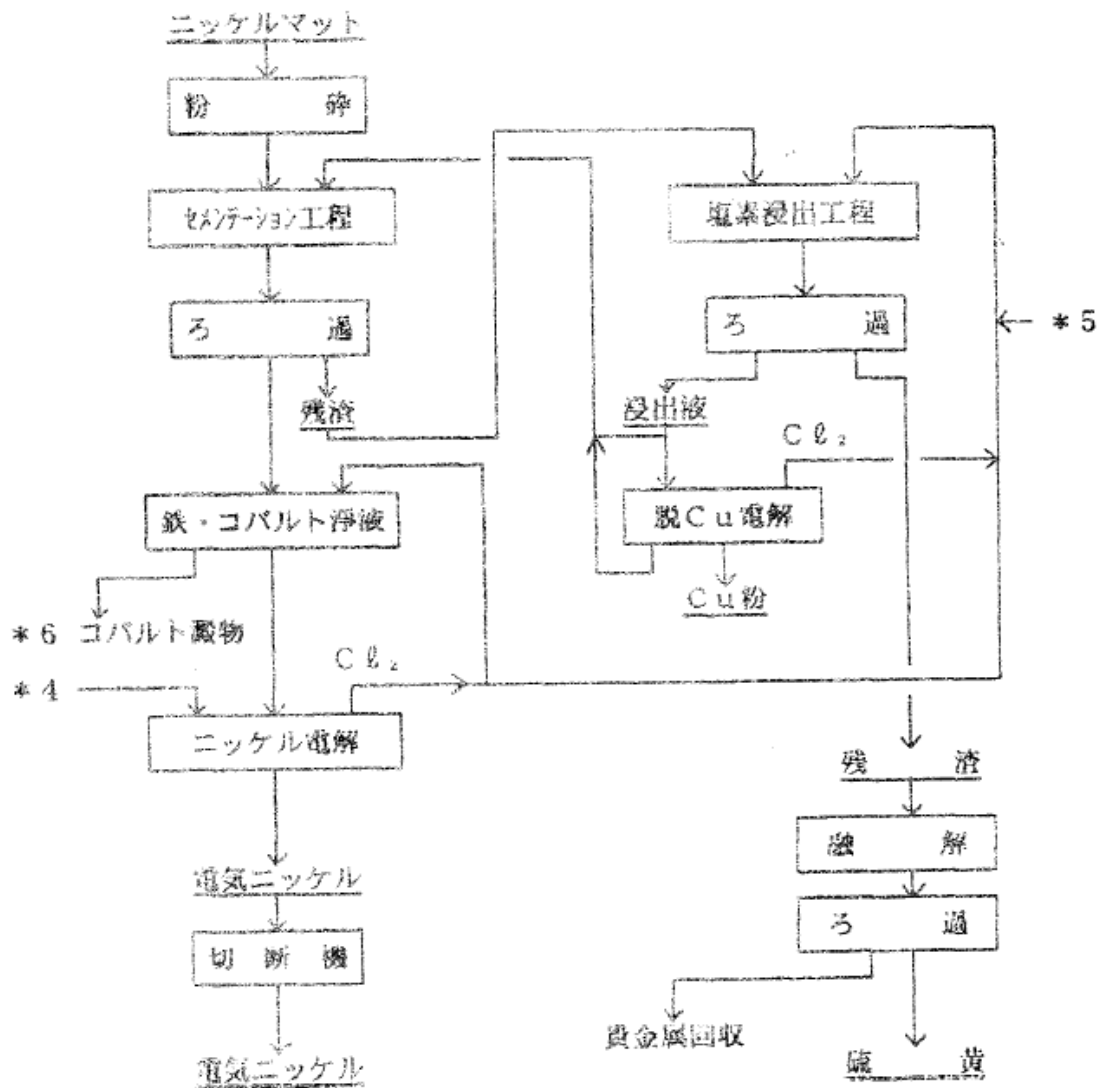 ニッケルマット
粉砕
セメンテーション工程
塩素浸出工程
ろ過
ろ過
*5
残渣
浸出液
Cl₂
鉄・コバルト浄液
脱Cu電解
Cu粉
*6 コバルト澱物
Cl₂
*4
ニッケル電解
残渣
融解
電気ニッケル
ろ過
切断機
貴金属回収
電気ニッケル
硫黄